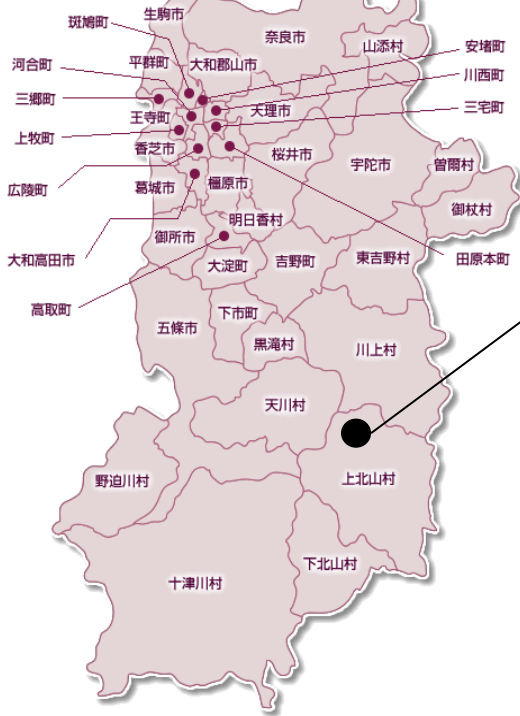 生駒市
斑鳩町
奈良市
山添村
安堵町
河合町
平群町
大和郡山市
川西町
三郷町
王寺町
天理市
三宅町
上牧町
香芝市
桜井市
宇陀市
曽爾村
広陵町
葛城市
橿原市
御杖村
明日香村
御所市
大和高田市
大淀町
吉野町
東吉野村
田原本町
高取町
下市町
五條市
黒滝村
川上村
天川村
野迫川村
上北山村
下北山村
十津川村